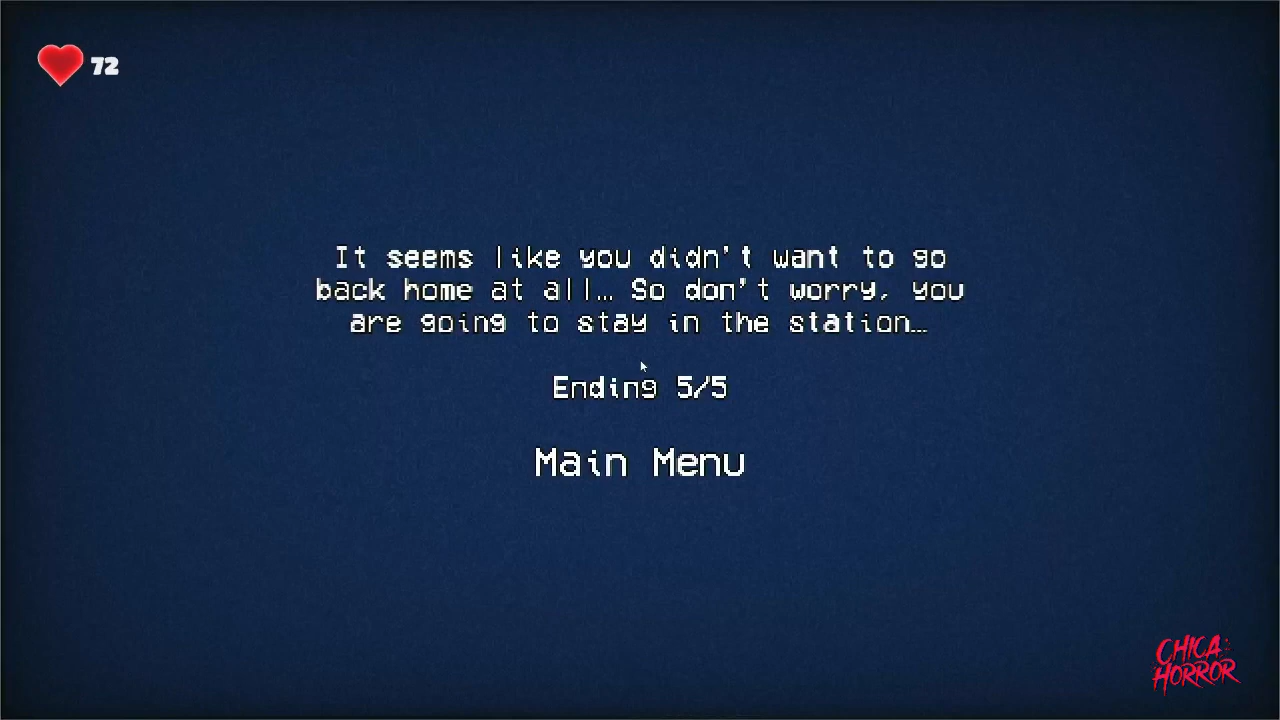 72
It seems like you didn't want to go
back home at all... So don't worry, you
are going to stay in the station...
Ending 5/5
Main Menu
CHICA
HORROR